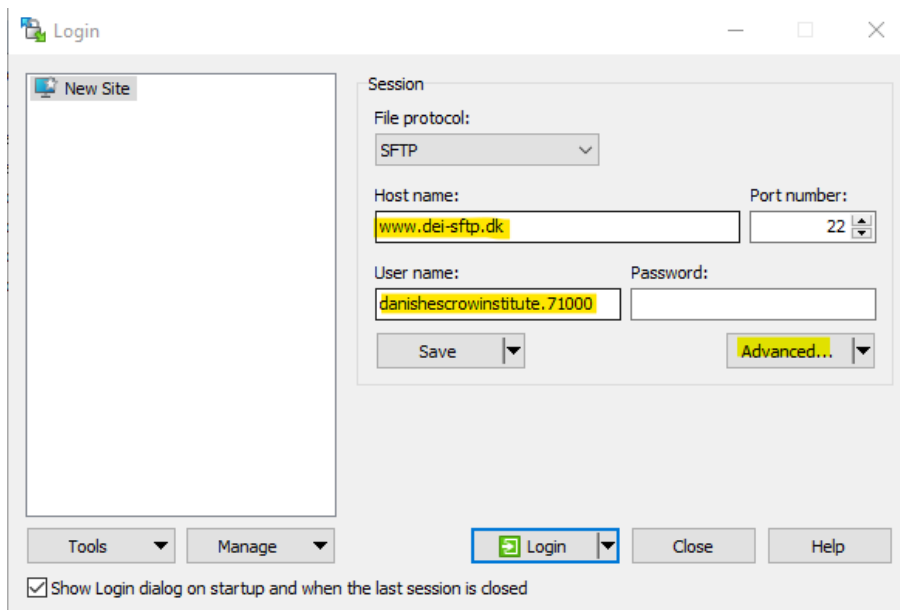 Login
New Site
Session
File protocol:
SFTP
Host name:
Port number:
www.dei-sftp.dk
22
User name:
Password:
danishescrowinstitute.71000
Save
Advanced...
Tools
Manage
Login
Close
Help
Show Login dialog on startup and when the last session is closed